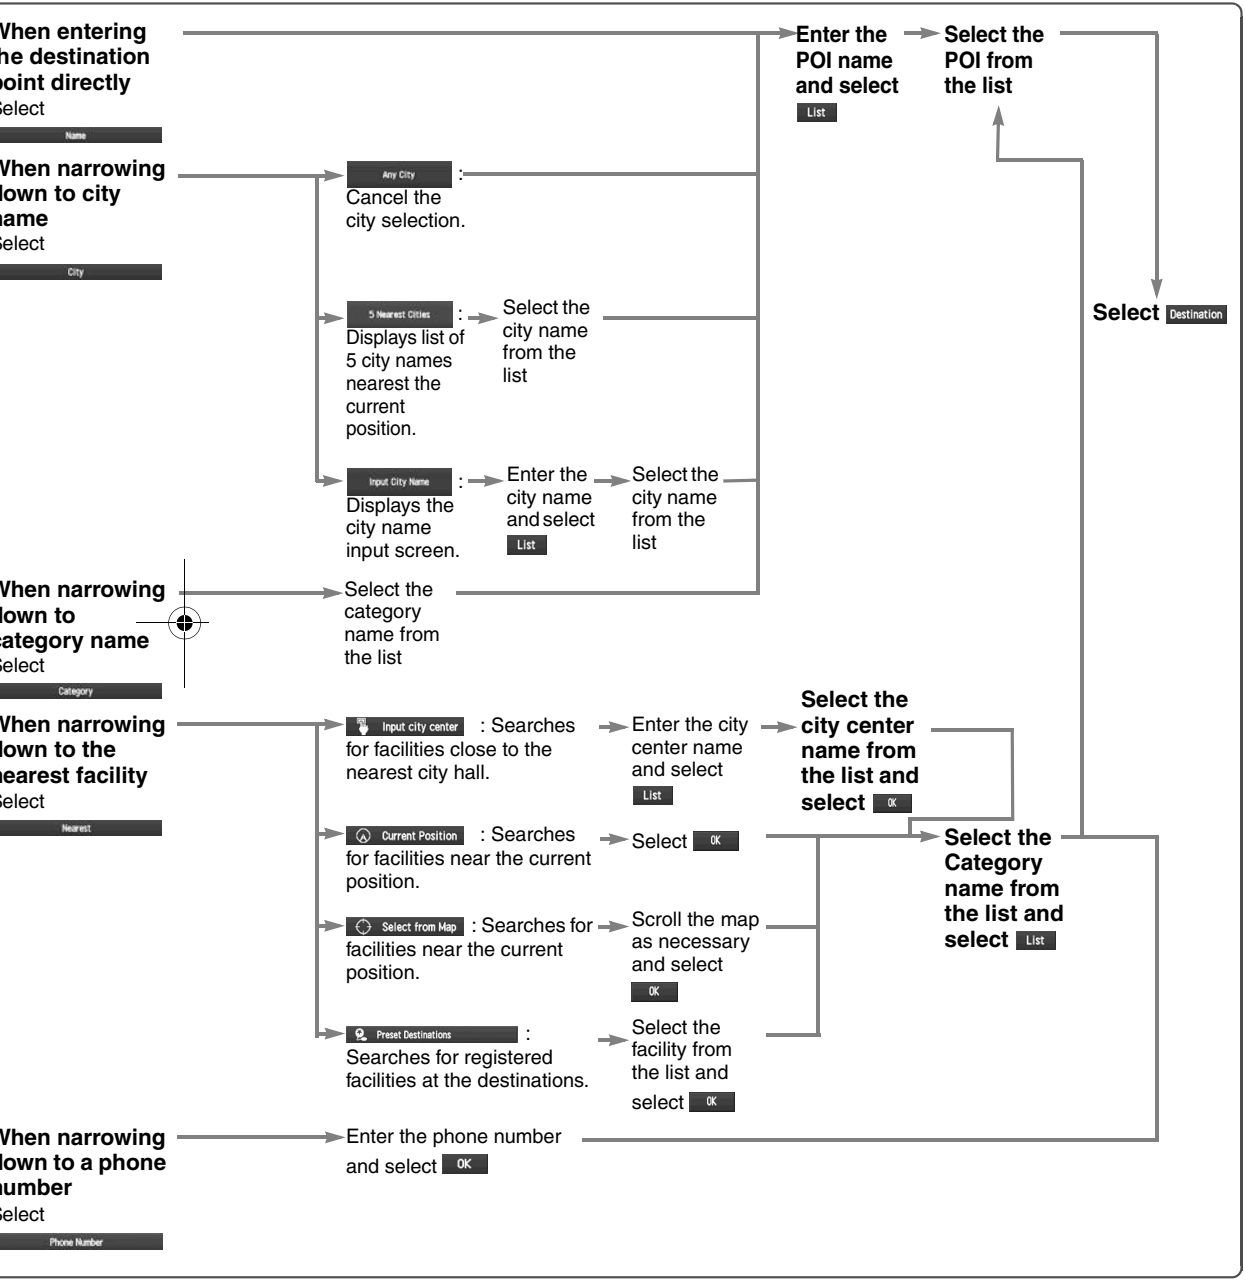 When entering
the destination
point directly
Select
Name
Enter the
POI name
and select
List
Select the
POI from
the list
When narrowing
down to city
name
Select
City
Any City :
Cancel the
city selection.
5 Nearest Cities :
Displays list of
5 city names
nearest the
current
position.
Select the
city name
from the
list
Select Destination
Input City Name :
Displays the
city name
input screen.
Enter the
city name
and select
List
Select the
city name
from the
list
When narrowing
down to
category name
Select
Category
Select the
category
name from
the list
When narrowing
down to the
nearest facility
Select
Nearest
Input city center : Searches
for facilities close to the
nearest city hall.
Enter the city
center name
and select
List
Select the
city center
name from
the list and
select OK
Current Position : Searches
for facilities near the current
position.
Select OK
Select the
Category
name from
the list and
select List
Select from Map : Searches for
facilities near the current
position.
Scroll the map
as necessary
and select
OK
Preset Destinations :
Searches for registered
facilities at the destinations.
Select the
facility from
the list and
select OK
When narrowing
down to a phone
number
Select
Phone Number
Enter the phone number
and select OK